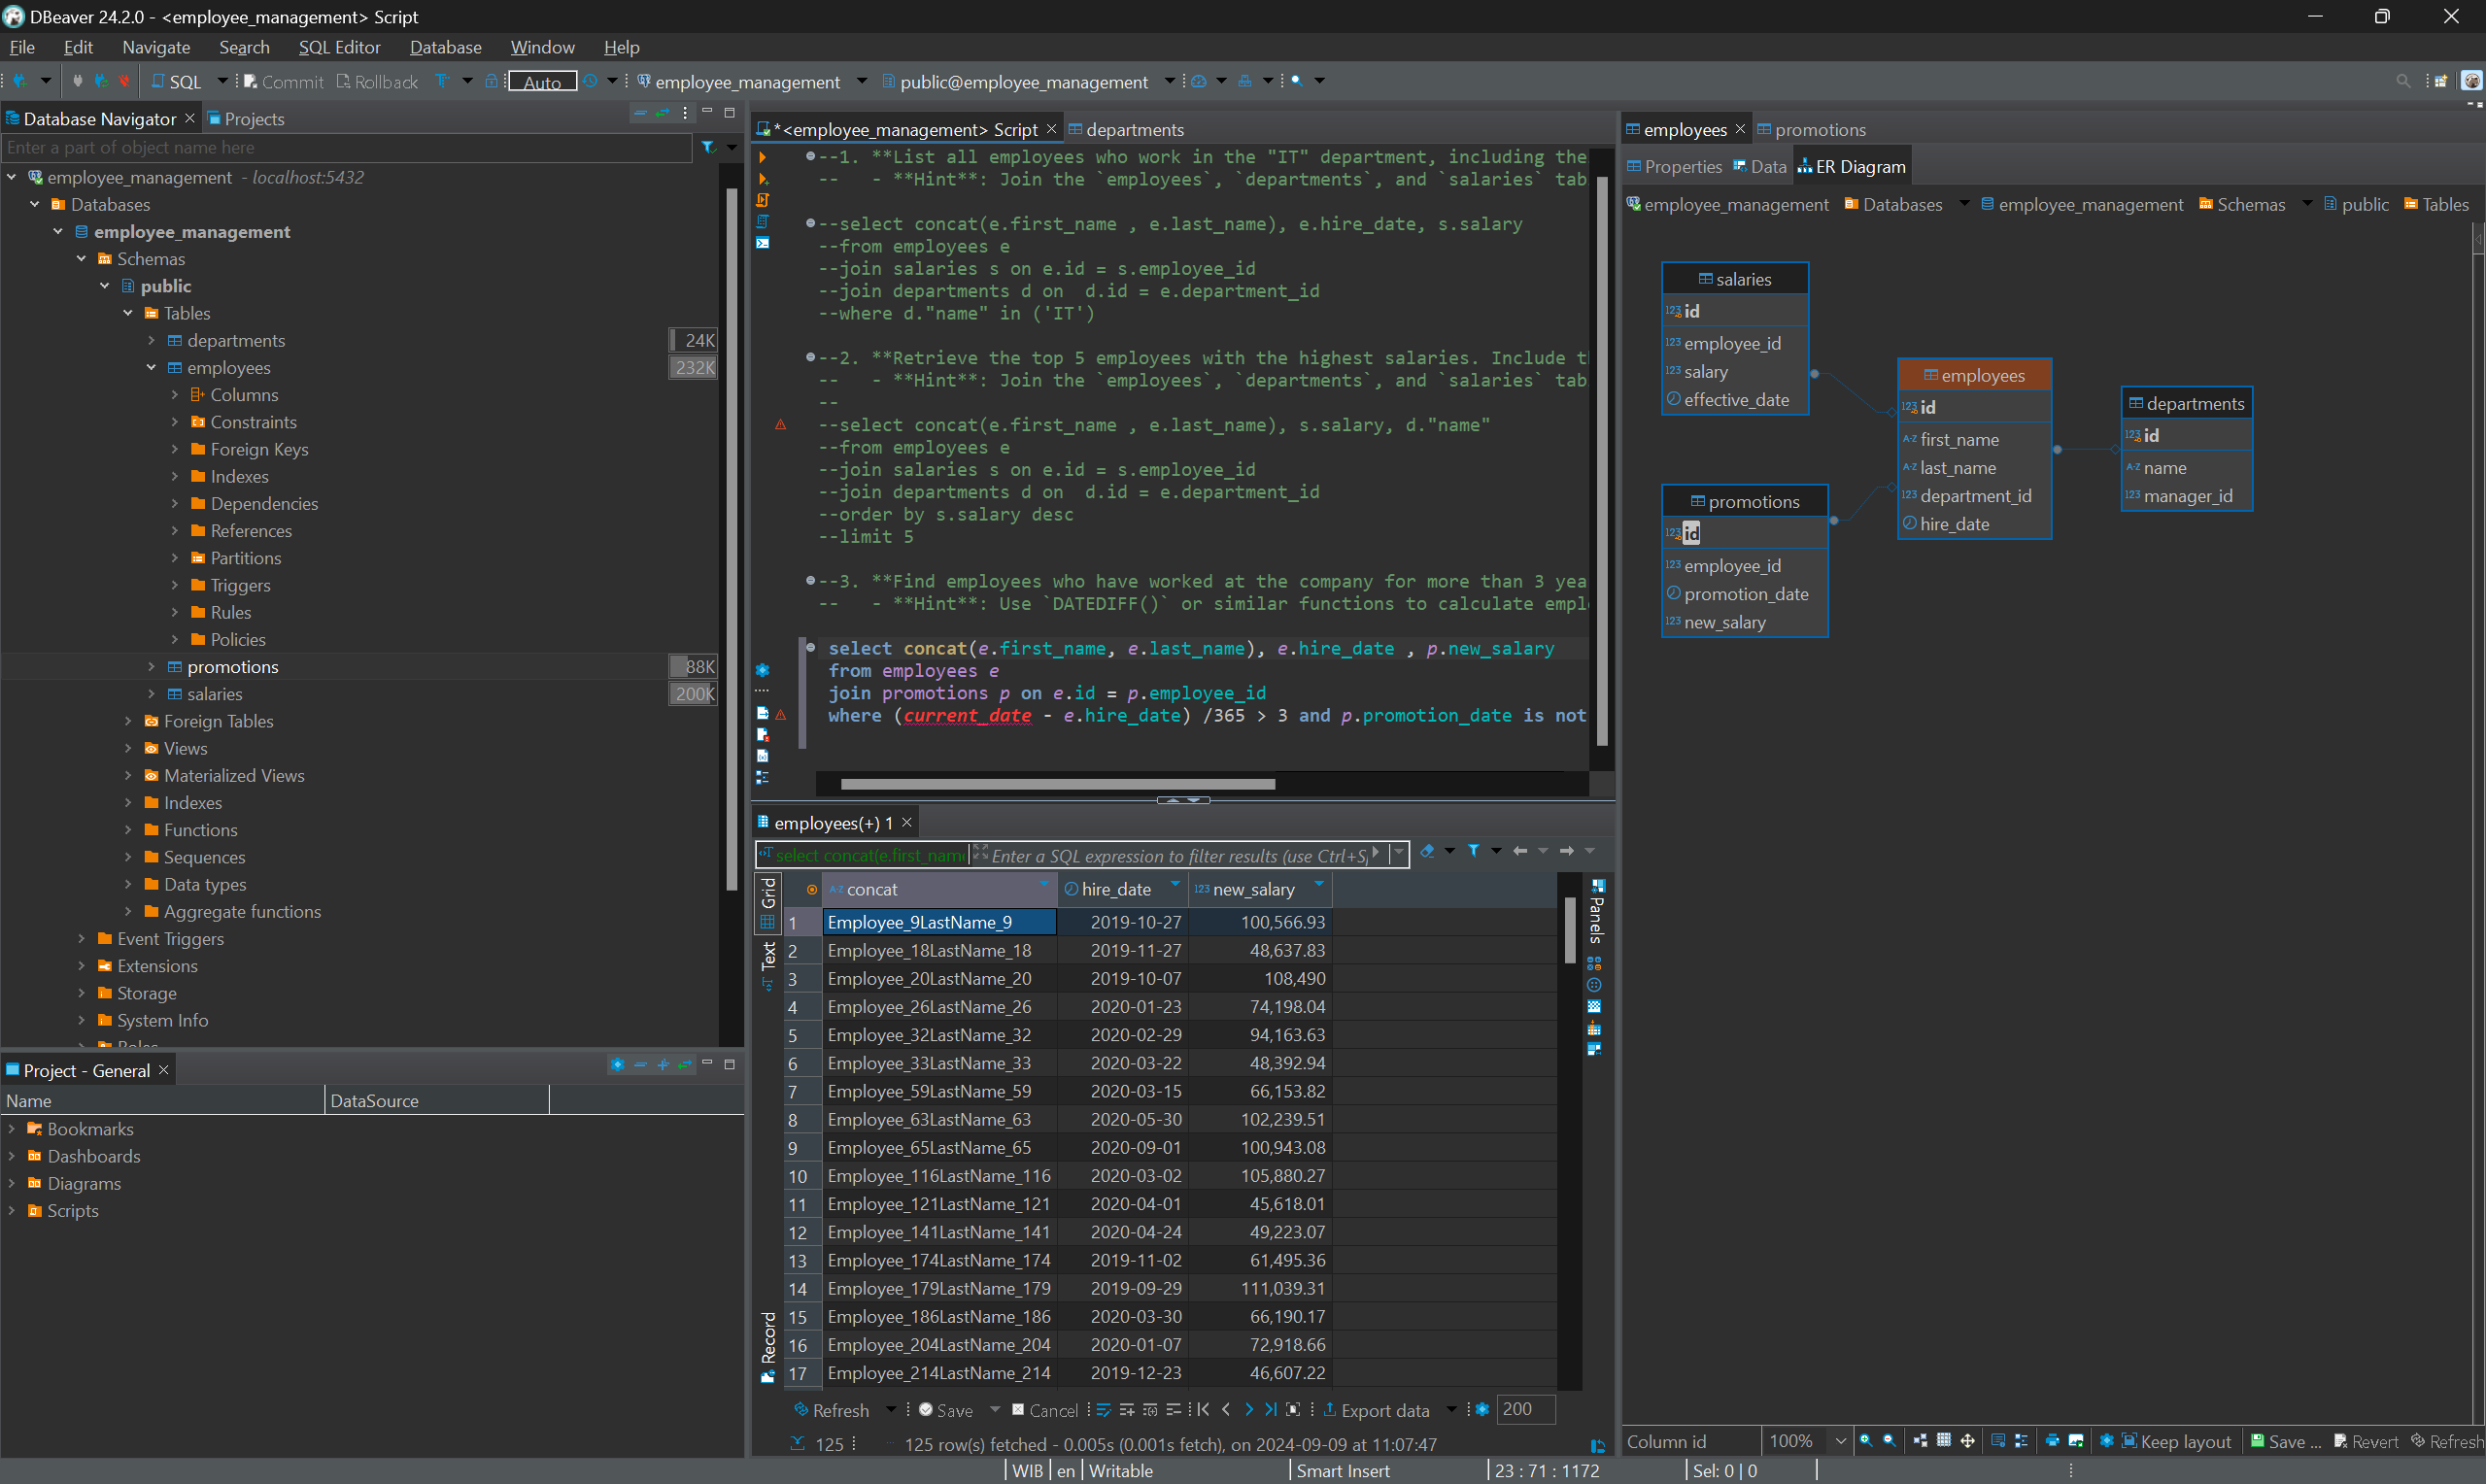 DBeaver 24.2.0 - <employee_management> Script
File Edit Navigate Search SQL Editor Database Window Help
SQL Commit Rollback Auto employee_management public@employee_management
Database Navigator Projects
Enter a part of object name here
employee_management - localhost:5432
Databases
employee_management
Schemas
public
Tables
departments 24K
employees 232K
Columns
Constraints
Foreign Keys
Indexes
Dependencies
References
Partitions
Triggers
Rules
Policies
promotions 88K
salaries 200K
Foreign Tables
Views
Materialized Views
Indexes
Functions
Sequences
Data types
Aggregate functions
Event Triggers
Extensions
Storage
System Info
Roles
Project - General
Name DataSource
Bookmarks
Dashboards
Diagrams
Scripts
*<employee_management> Script departments
--1. **List all employees who work in the "IT" department, including the
-- - **Hint**: Join the `employees`, `departments`, and `salaries` tab
--select concat(e.first_name , e.last_name), e.hire_date, s.salary
--from employees e
--join salaries s on e.id = s.employee_id
--join departments d on  d.id = e.department_id
--where d."name" in ('IT')
--2. **Retrieve the top 5 employees with the highest salaries. Include t
-- - **Hint**: Join the `employees`, `departments`, and `salaries` tab
--
--select concat(e.first_name , e.last_name), s.salary, d."name"
--from employees e
--join salaries s on e.id = s.employee_id
--join departments d on  d.id = e.department_id
--order by s.salary desc
--limit 5
--3. **Find employees who have worked at the company for more than 3 yea
-- - **Hint**: Use `DATEDIFF()` or similar functions to calculate empl
select concat(e.first_name, e.last_name), e.hire_date , p.new_salary
from employees e
join promotions p on e.id = p.employee_id
where (current_date - e.hire_date) /365 > 3 and p.promotion_date is not
employees(+) 1
select concat(e.first_name Enter a SQL expression to filter results (use Ctrl+S
Grid
Text
Record
concat hire_date new_salary
1 Employee_9LastName_9 2019-10-27 100,566.93
2 Employee_18LastName_18 2019-11-27 48,637.83
3 Employee_20LastName_20 2019-10-07 108,490
4 Employee_26LastName_26 2020-01-23 74,198.04
5 Employee_32LastName_32 2020-02-29 94,163.63
6 Employee_33LastName_33 2020-03-22 48,392.94
7 Employee_59LastName_59 2020-03-15 66,153.82
8 Employee_63LastName_63 2020-05-30 102,239.51
9 Employee_65LastName_65 2020-09-01 100,943.08
10 Employee_116LastName_116 2020-03-02 105,880.27
11 Employee_121LastName_121 2020-04-01 45,618.01
12 Employee_141LastName_141 2020-04-24 49,223.07
13 Employee_174LastName_174 2019-11-02 61,495.36
14 Employee_179LastName_179 2019-09-29 111,039.31
15 Employee_186LastName_186 2020-03-30 66,190.17
16 Employee_204LastName_204 2020-01-07 72,918.66
17 Employee_214LastName_214 2019-12-23 46,607.22
Panels
Refresh Save Cancel Export data 200
125 125 row(s) fetched - 0.005s (0.001s fetch), on 2024-09-09 at 11:07:47
employees promotions
Properties Data ER Diagram
employee_management Databases employee_management Schemas public Tables
salaries
123 id
123 employee_id
123 salary
effective_date
promotions
123 id
123 employee_id
promotion_date
123 new_salary
employees
123 id
A-Z first_name
A-Z last_name
123 department_id
hire_date
departments
123 id
A-Z name
123 manager_id
Column id 100% Keep layout Save ... Revert Refresh
WIB en Writable Smart Insert 23 : 71 : 1172 Sel: 0 | 0